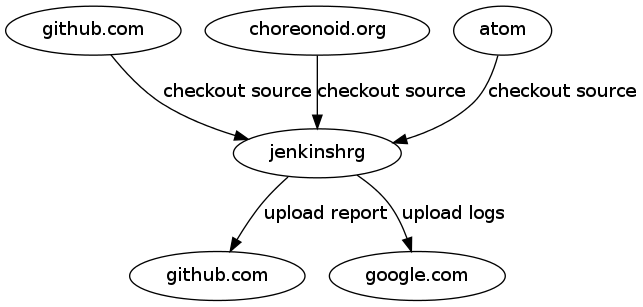 github.com
choreonoid.org
atom
checkout source
checkout source
checkout source
jenkinshrg
upload report
upload logs
github.com
google.com